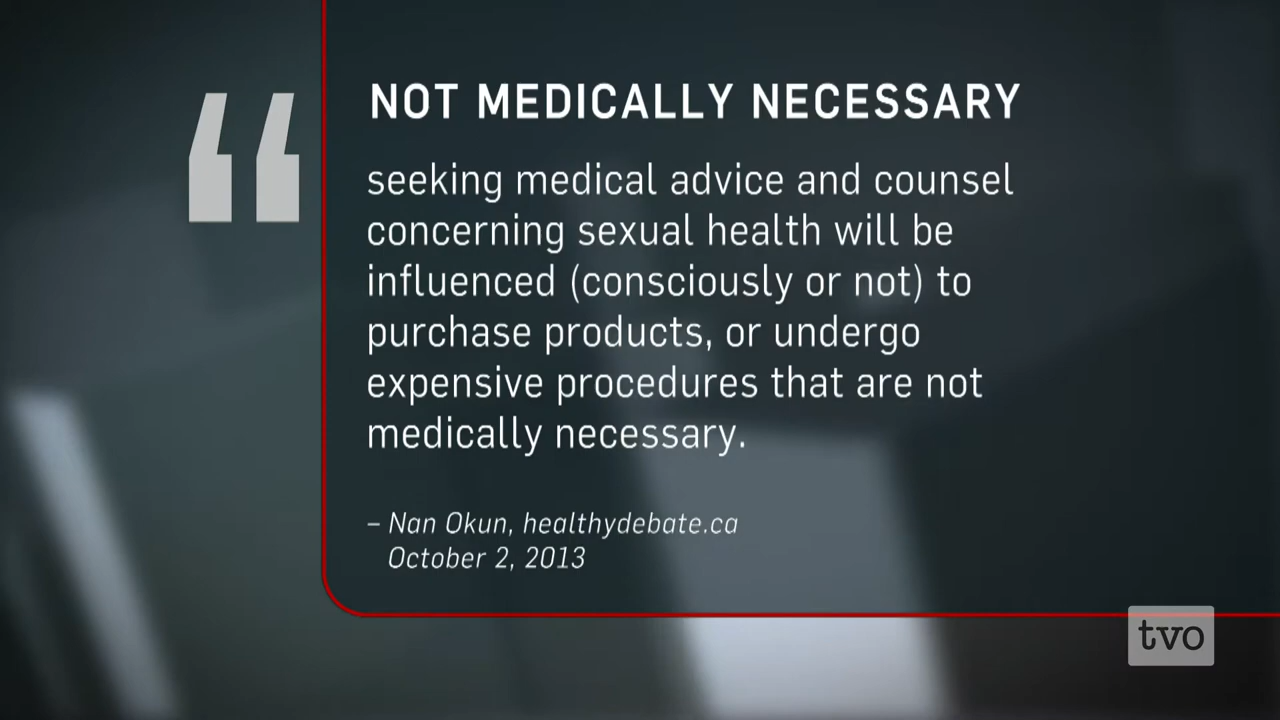 “
NOT MEDICALLY NECESSARY
seeking medical advice and counsel
concerning sexual health will be
influenced (consciously or not) to
purchase products, or undergo
expensive procedures that are not
medically necessary.
– Nan Okun, healthydebate.ca
October 2, 2013
tvo